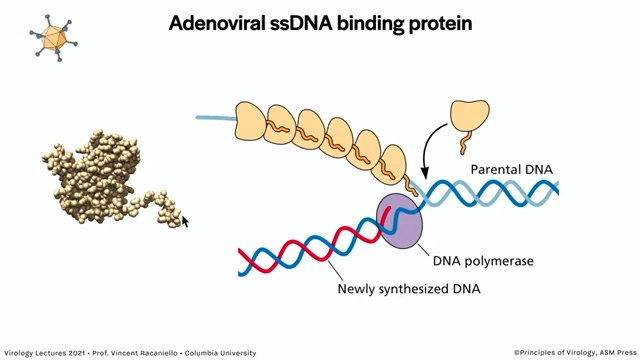 Adenoviral ssDNA binding protein
Parental DNA
DNA polymerase
Newly synthesized DNA
Virology Lectures 2021 • Prof. Vincent Racaniello • Columbia University
©Principles of Virology, ASM Press